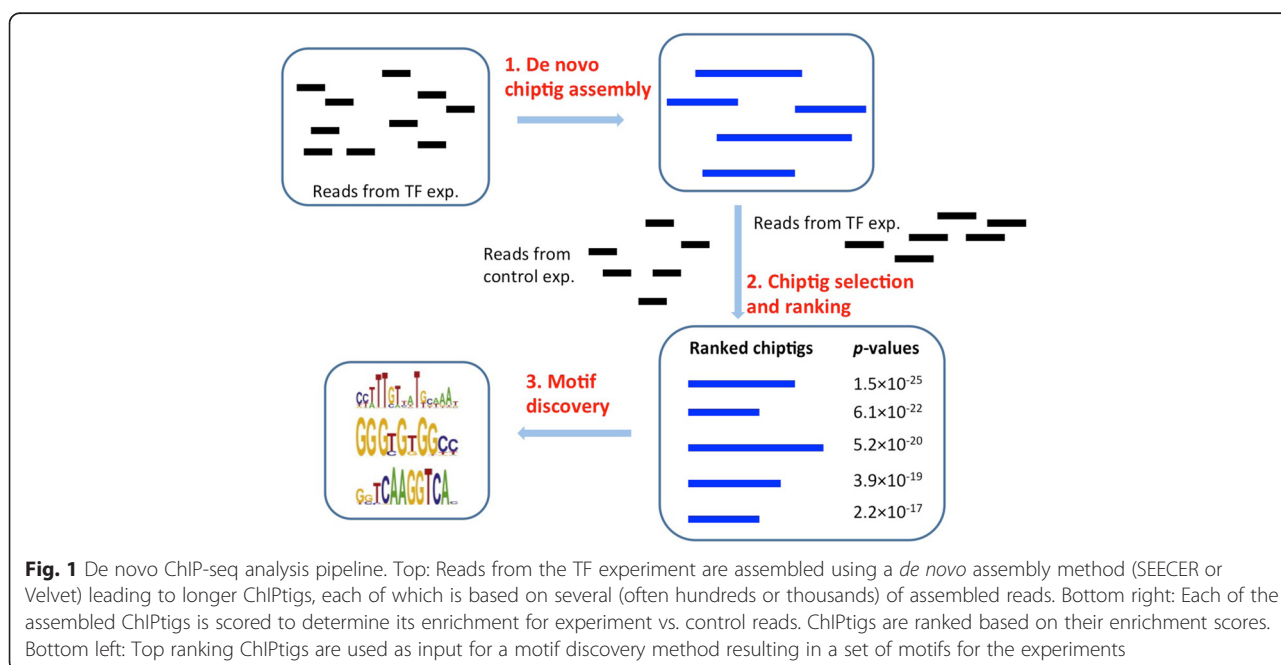 1. De novo
chiptig assembly
Reads from TF exp.
Reads from
control exp.
Reads from TF exp.
2. Chiptig selection
and ranking
Ranked chiptigs p-values
1.5×10-25
6.1×10-22
5.2×10-20
3.9×10-19
2.2×10-17
3. Motif
discovery
GGGTGTGGCC
GGTCAAGGTCA
Fig. 1 De novo ChIP-seq analysis pipeline. Top: Reads from the TF experiment are assembled using a de novo assembly method (SEECER or
Velvet) leading to longer ChIPtigs, each of which is based on several (often hundreds or thousands) of assembled reads. Bottom right: Each of the
assembled ChIPtigs is scored to determine its enrichment for experiment vs. control reads. ChIPtigs are ranked based on their enrichment scores.
Bottom left: Top ranking ChIPtigs are used as input for a motif discovery method resulting in a set of motifs for the experiments